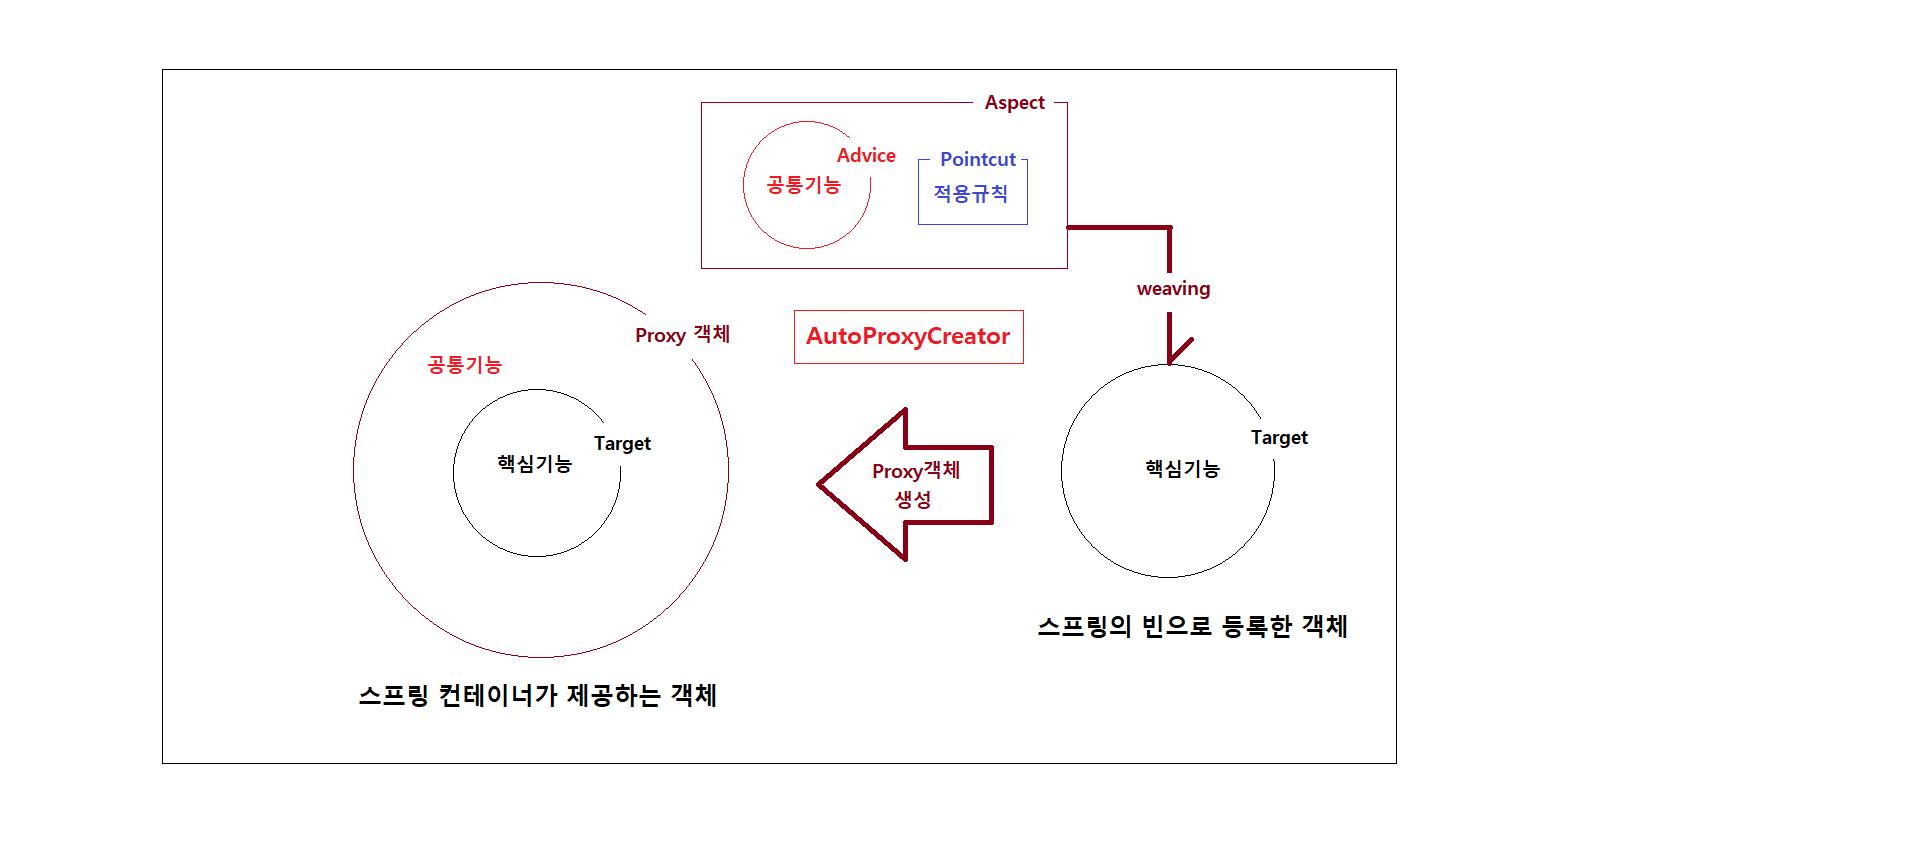 Aspect
Advice
공통기능
Pointcut
적용규칙
weaving
Proxy 객체
AutoProxyCreator
공통기능
Target
핵심기능
Proxy객체
생성
Target
핵심기능
스프링의 빈으로 등록한 객체
스프링 컨테이너가 제공하는 객체